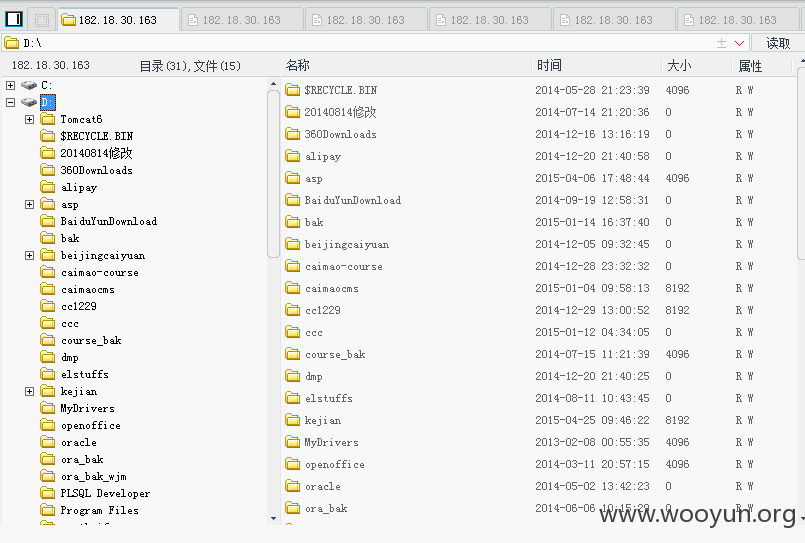 182.18.30.163 182.18.30.163 182.18.30.163 182.18.30.163 182.18.30.163 182.18.30.163
D:\ 读取
182.18.30.163 目录(31),文件(15)
C:
D:
Tomcat6
$RECYCLE.BIN
20140814修改
360Downloads
alipay
asp
BaiduYunDownload
bak
beijingcaiyuan
caimao-course
caimaocms
cc1229
ccc
course_bak
dmp
elstuffs
kejian
MyDrivers
openoffice
oracle
ora_bak
ora_bak_wjm
PLSQL Developer
Program Files
名称 时间 大小 属性
$RECYCLE.BIN 2014-05-28 21:23:39 4096 R W
20140814修改 2014-07-14 21:20:36 0 R W
360Downloads 2014-12-16 13:16:19 0 R W
alipay 2014-12-20 21:40:58 0 R W
asp 2015-04-06 17:48:44 4096 R W
BaiduYunDownload 2014-09-19 12:58:31 0 R W
bak 2015-01-14 16:37:40 0 R W
beijingcaiyuan 2014-12-05 09:32:45 0 R W
caimao-course 2014-12-28 23:32:32 0 R W
caimaocms 2015-01-04 09:58:13 8192 R W
cc1229 2014-12-29 13:00:52 8192 R W
ccc 2015-01-12 04:34:05 0 R W
course_bak 2014-07-15 11:21:39 4096 R W
dmp 2014-12-20 21:40:25 0 R W
elstuffs 2014-08-11 10:43:45 0 R W
kejian 2015-04-25 09:46:22 8192 R W
MyDrivers 2013-02-08 00:55:35 4096 R W
openoffice 2014-03-11 20:57:15 4096 R W
oracle 2014-05-02 13:42:23 0 R W
ora_bak 2014-06-06 10:15:29 0 R W
www.wooyun.org